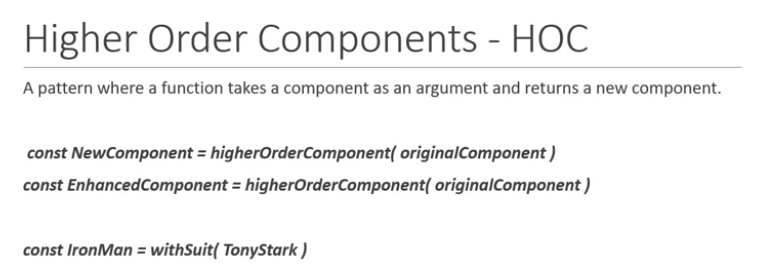 Higher Order Components - HOC
A pattern where a function takes a component as an argument and returns a new component.
const NewComponent = higherOrderComponent( originalComponent )
const EnhancedComponent = higherOrderComponent( originalComponent )
const IronMan = withSuit( TonyStark )